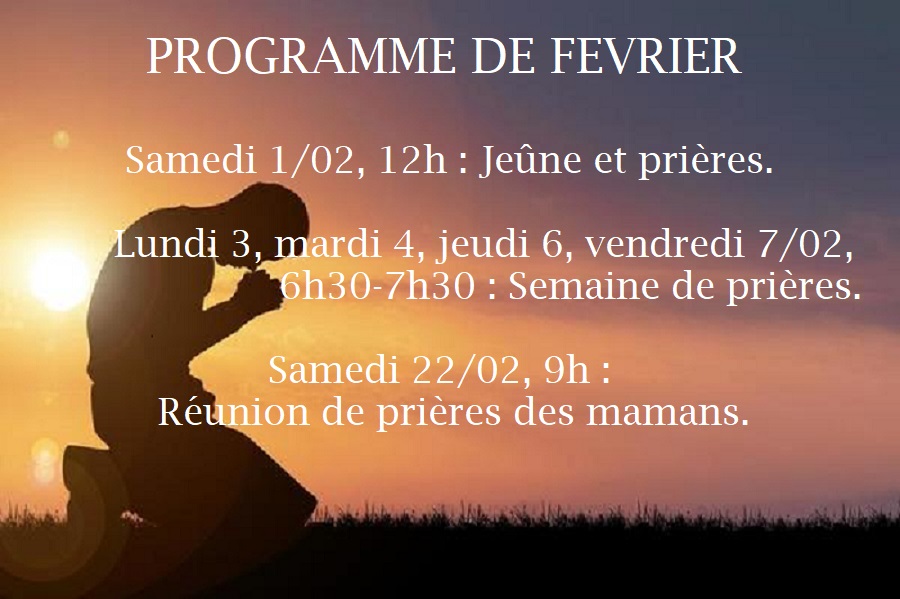 PROGRAMME DE FEVRIER
Samedi 1/02, 12h : Jeûne et prières.
Lundi 3, mardi 4, jeudi 6, vendredi 7/02,
6h30-7h30 : Semaine de prières.
Samedi 22/02, 9h :
Réunion de prières des mamans.